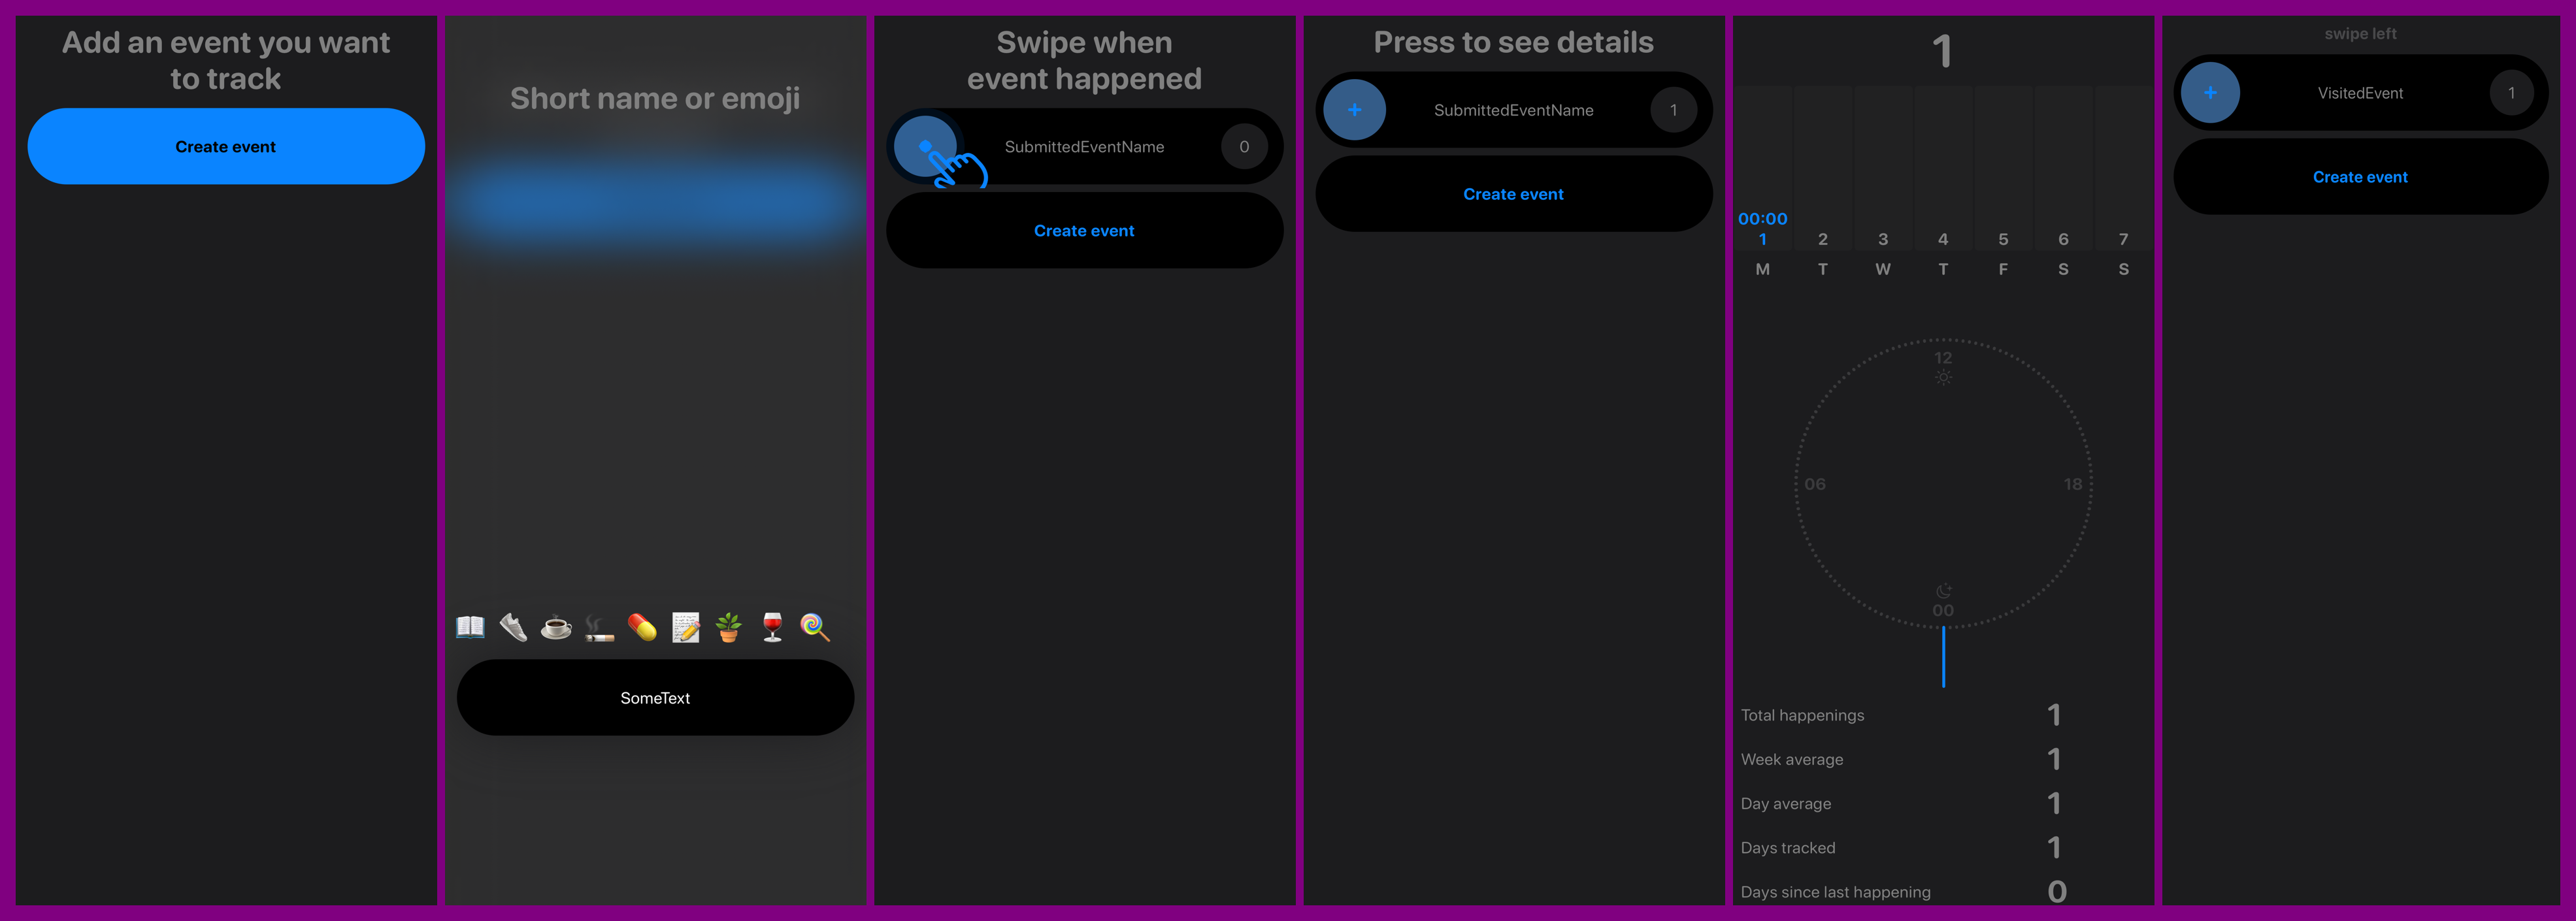 Add an event you want
to track
Create event
Short name or emoji
SomeText
Swipe when
event happened
SubmittedEventName
0
Create event
Press to see details
+
SubmittedEventName
1
Create event
1
00:00
1 2 3 4 5 6 7
M T W T F S S
12
06 18
00
Total happenings 1
Week average 1
Day average 1
Days tracked 1
Days since last happening 0
swipe left
+
VisitedEvent
1
Create event